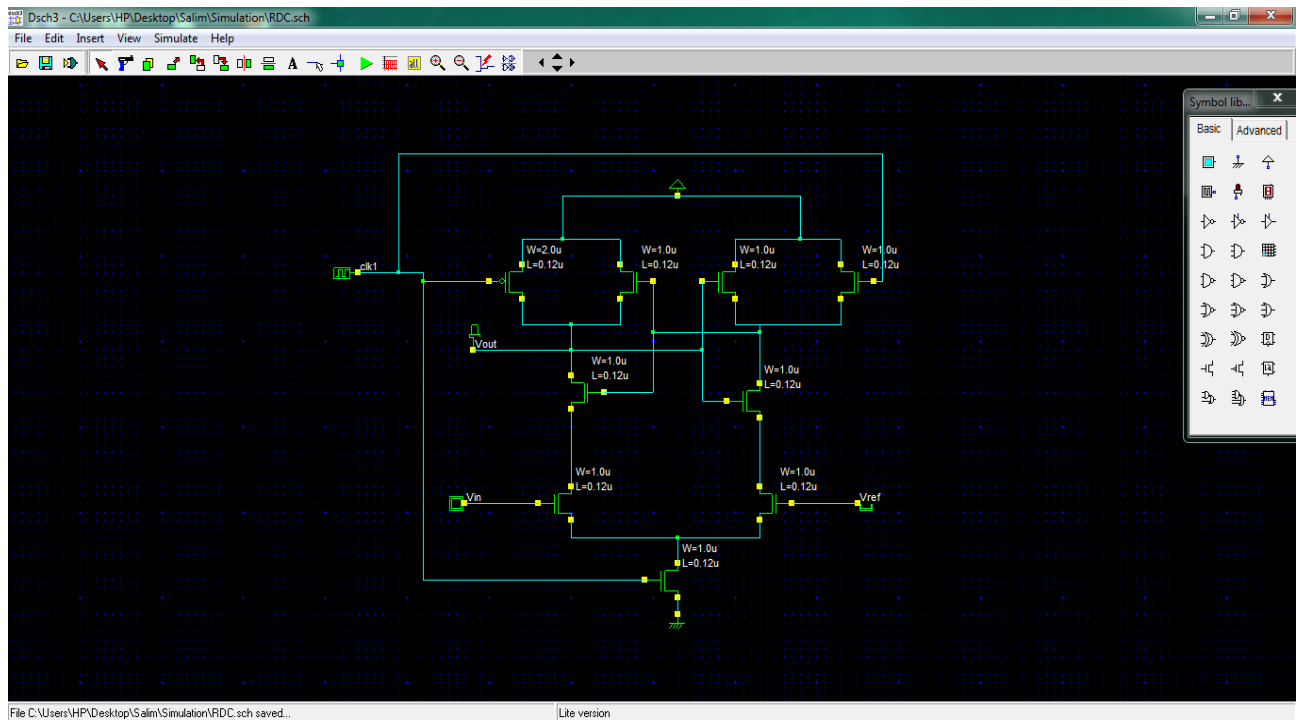 Dsch3 - C:\Users\HP\Desktop\Salim\Simulation\RDC.sch
File Edit Insert View Simulate Help
Symbol lib...
Basic Advanced
clk1
W=2.0u
L=0.12u
W=1.0u
L=0.12u
W=1.0u
L=0.12u
W=1.0u
L=0.12u
Vout
W=1.0u
L=0.12u
W=1.0u
L=0.12u
Vin
W=1.0u
L=0.12u
W=1.0u
L=0.12u
Vref
W=1.0u
L=0.12u
File C:\Users\HP\Desktop\Salim\Simulation\RDC.sch saved...
Lite version